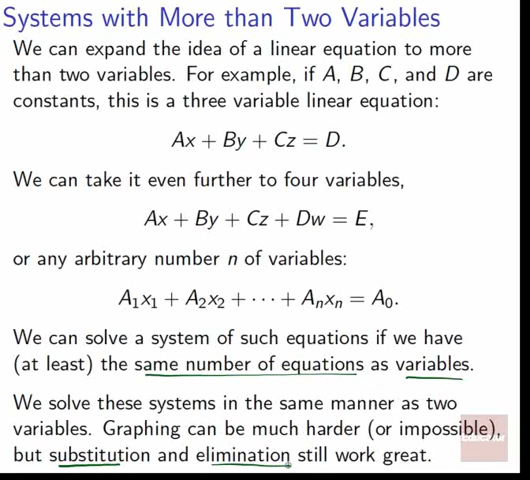 Systems with More than Two Variables
We can expand the idea of a linear equation to more
than two variables. For example, if A, B, C, and D are
constants, this is a three variable linear equation:
Ax + By + Cz = D.
We can take it even further to four variables,
Ax + By + Cz + Dw = E,
or any arbitrary number n of variables:
A₁x₁ + A₂x₂ + ··· + Aₙxₙ = A₀.
We can solve a system of such equations if we have
(at least) the same number of equations as variables.
We solve these systems in the same manner as two
variables. Graphing can be much harder (or impossible),
but substitution and elimination still work great.